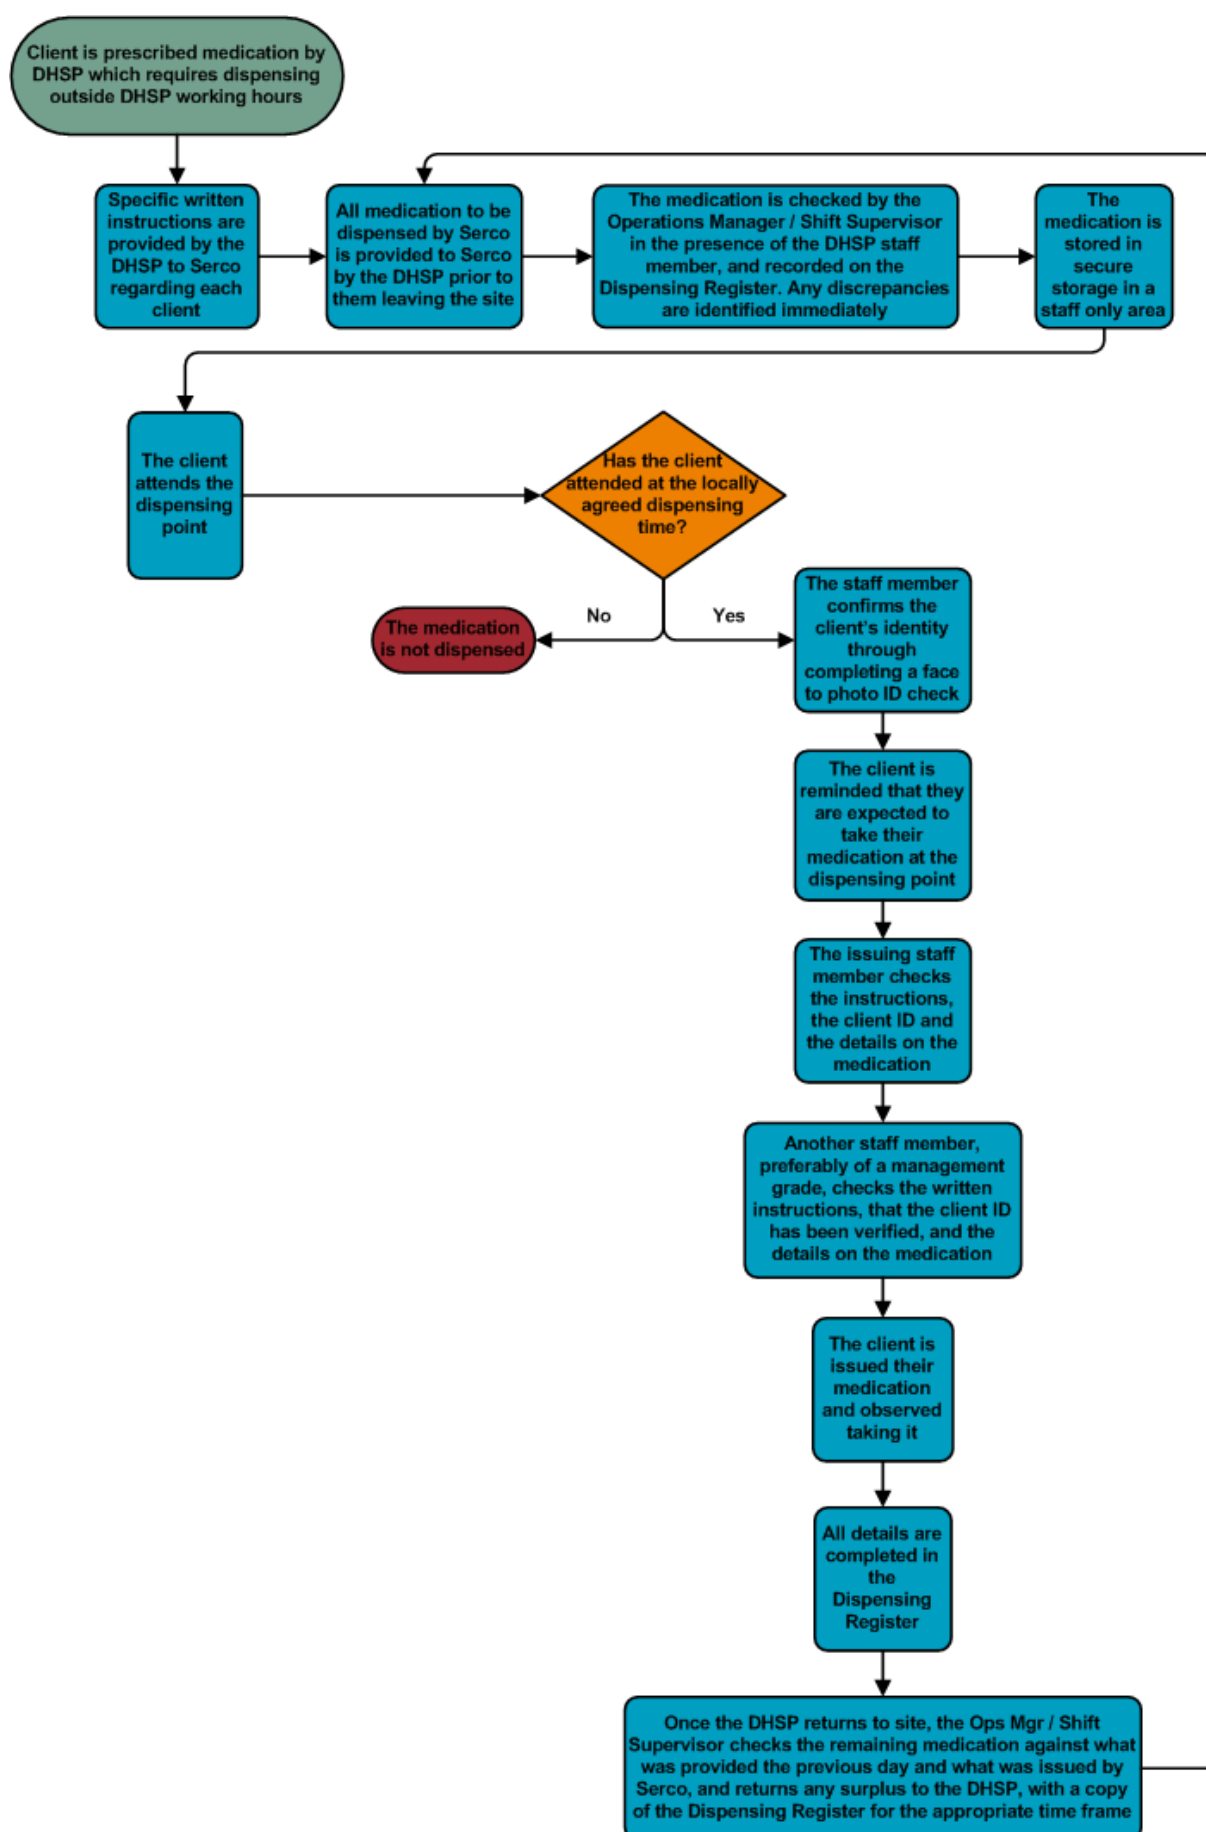 Client is prescribed medication by
DHSP which requires dispensing
outside DHSP working hours
Specific written
instructions are
provided by the
DHSP to Serco
regarding each
client
All medication to be
dispensed by Serco
is provided to Serco
by the DHSP prior to
them leaving the site
The medication is checked by the
Operations Manager / Shift Supervisor
in the presence of the DHSP staff
member, and recorded on the
Dispensing Register. Any discrepancies
are identified immediately
The
medication is
stored in
secure
storage in a
staff only area
The client
attends the
dispensing
point
Has the client
attended at the locally
agreed dispensing
time?
No
Yes
The medication
is not dispensed
The staff member
confirms the
client's identity
through
completing a face
to photo ID check
The client is
reminded that they
are expected to
take their
medication at the
dispensing point
The issuing staff
member checks
the instructions,
the client ID and
the details on the
medication
Another staff member,
preferably of a management
grade, checks the written
instructions, that the client ID
has been verified, and the
details on the medication
The client is
issued their
medication
and observed
taking it
All details are
completed in
the
Dispensing
Register
Once the DHSP returns to site, the Ops Mgr / Shift
Supervisor checks the remaining medication against what
was provided the previous day and what was issued by
Serco, and returns any surplus to the DHSP, with a copy
of the Dispensing Register for the appropriate time frame